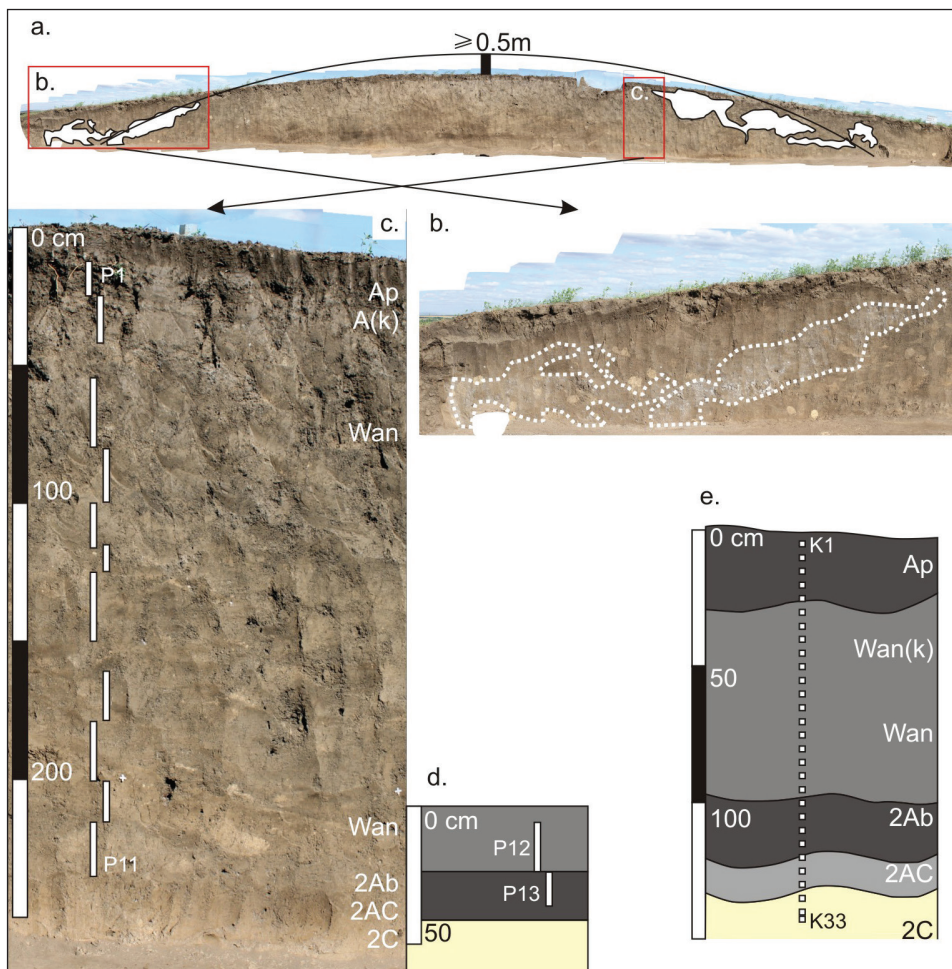 a.
≥0.5m
b.
c.
c.
0 cm
P1
Ap
A(k)
Wan
100
200
Wan
P11
2Ab
2AC
2C
b.
d.
0 cm
P12
P13
50
e.
0 cm
K1
Ap
Wan(k)
50
Wan
100
2Ab
2AC
K33
2C